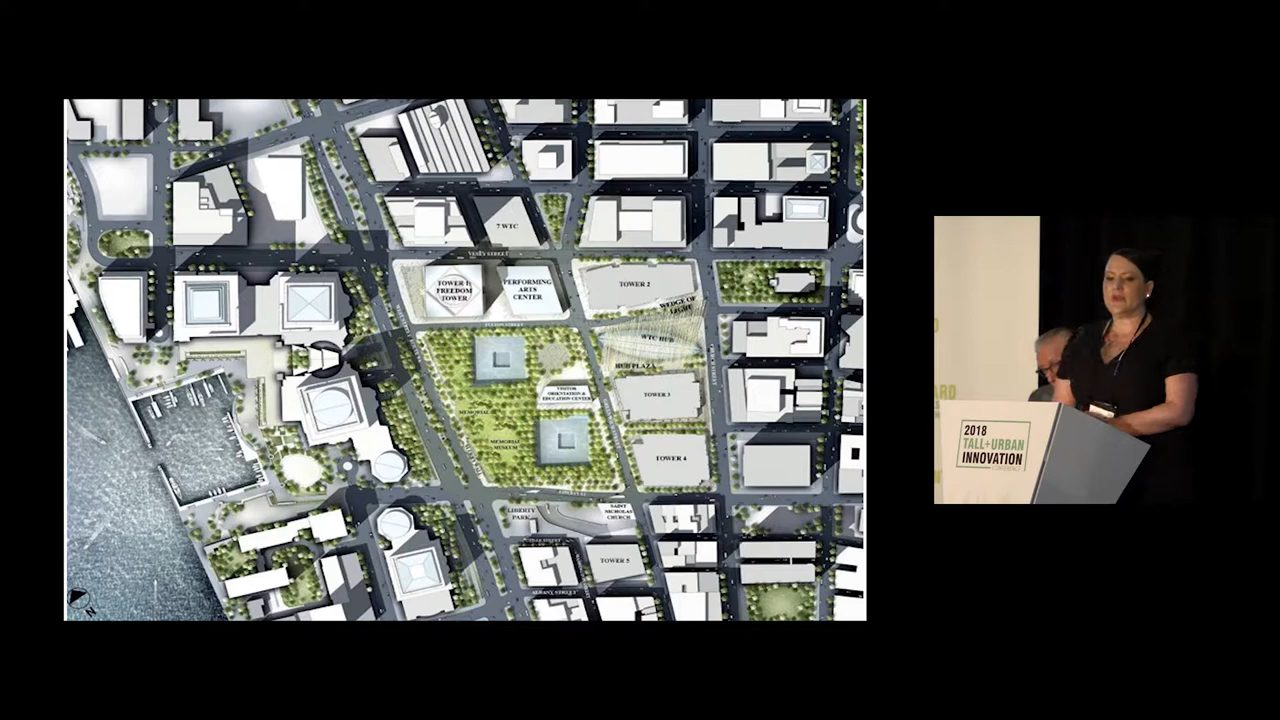 7 WTC
VESEY STREET
TOWER 1/
FREEDOM
TOWER
PERFORMING
ARTS
CENTER
TOWER 2
WEDGE OF
LIGHT
FULTON STREET
WTC HUB
HUB PLAZA
VISITOR
ORIENTATION &
EDUCATION CENTER
TOWER 3
MEMORIAL
MEMORIAL
MUSEUM
TOWER 4
LIBERTY
PARK
SAINT
NICHOLAS
CHURCH
TOWER 5
ALBANY STREET
N
2018
TALL+URBAN
INNOVATION
CONFERENCE